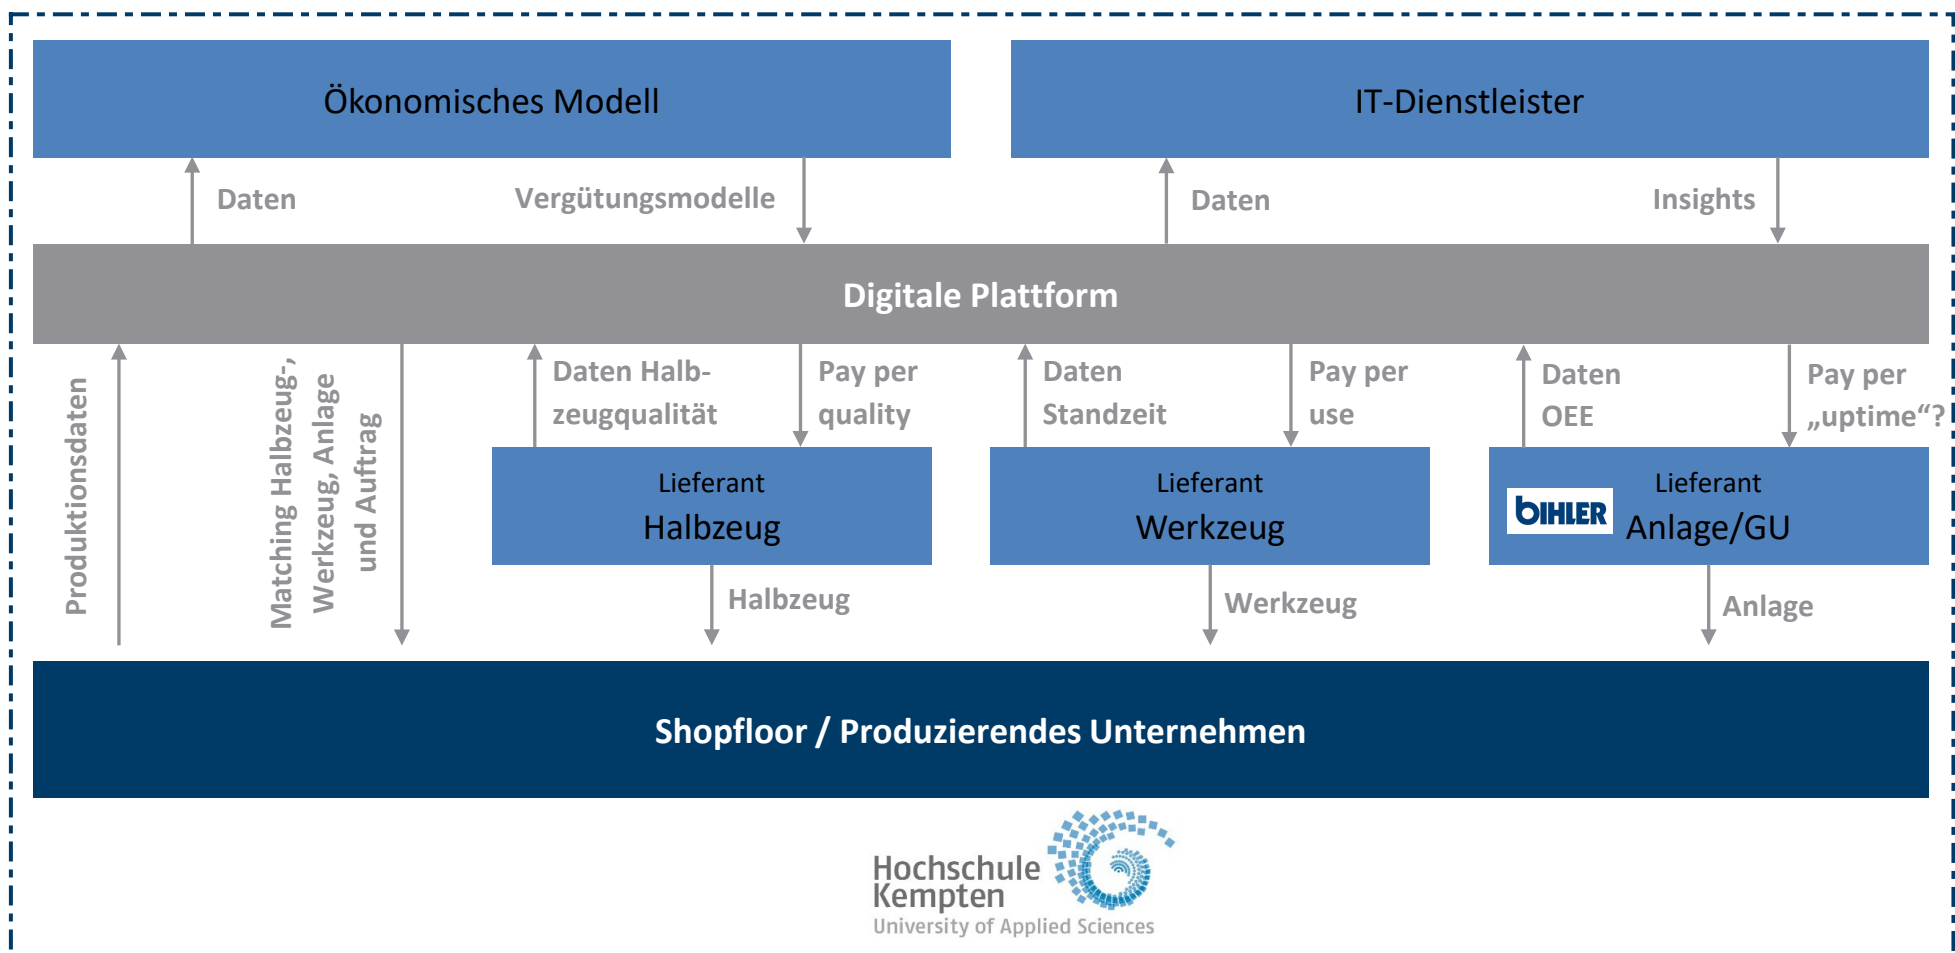 Ökonomisches Modell
IT-Dienstleister
Daten
Vergütungsmodelle
Daten
Insights
Digitale Plattform
Produktionsdaten
Matching Halbzeug-,
Werkzeug, Anlage
und Auftrag
Daten Halb-
zeugqualität
Pay per
quality
Daten
Standzeit
Pay per
use
Daten
OEE
Pay per
„uptime“?
Lieferant
Halbzeug
Lieferant
Werkzeug
BIHLER
Lieferant
Anlage/GU
Halbzeug
Werkzeug
Anlage
Shopfloor / Produzierendes Unternehmen
Hochschule
Kempten
University of Applied Sciences